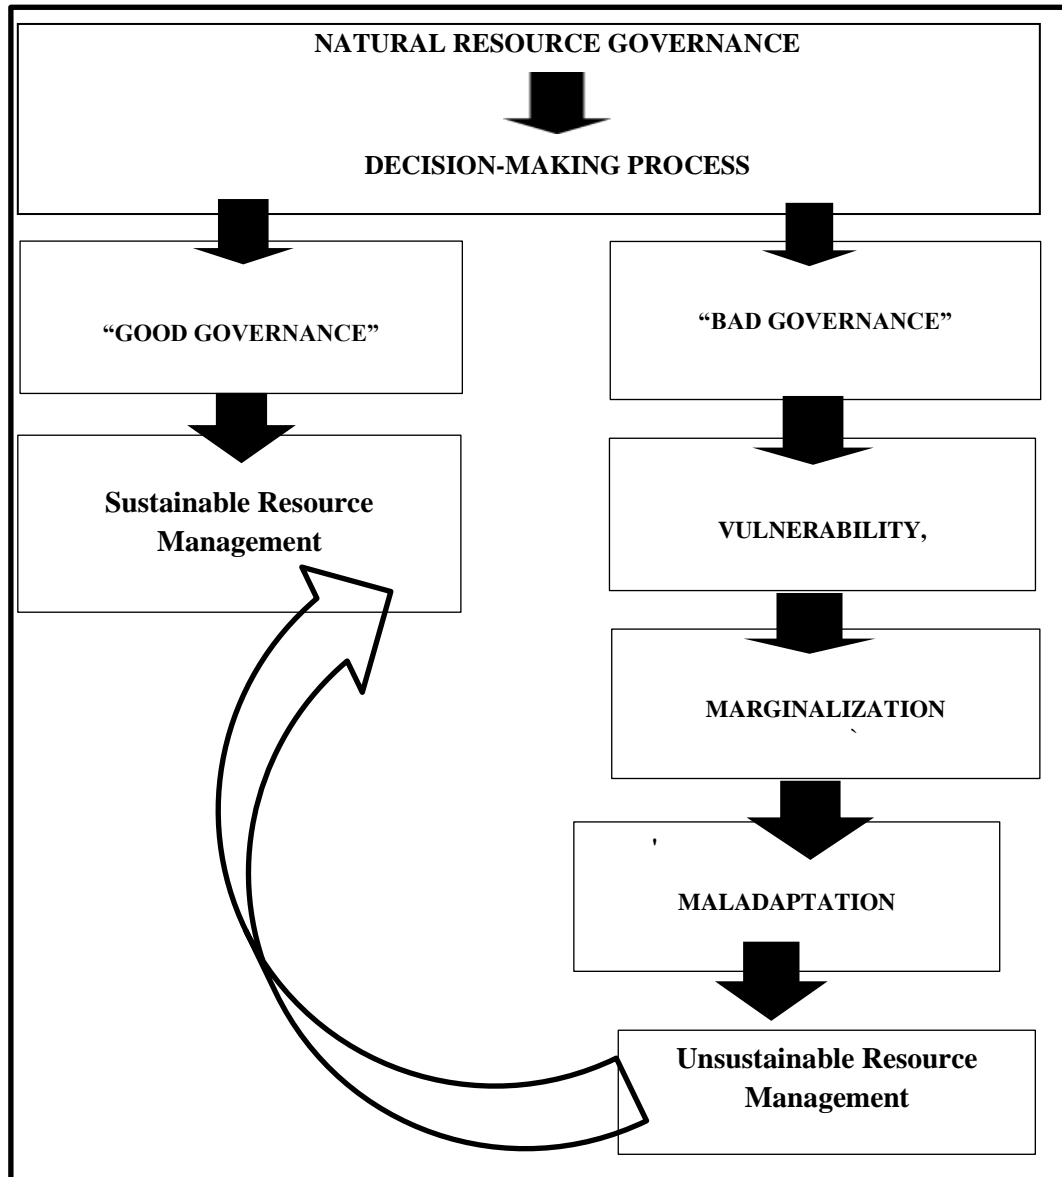 NATURAL RESOURCE GOVERNANCE
DECISION-MAKING PROCESS
“GOOD GOVERNANCE”
“BAD GOVERNANCE”
Sustainable Resource
Management
VULNERABILITY,
MARGINALIZATION
`
'
MALADAPTATION
Unsustainable Resource
Management